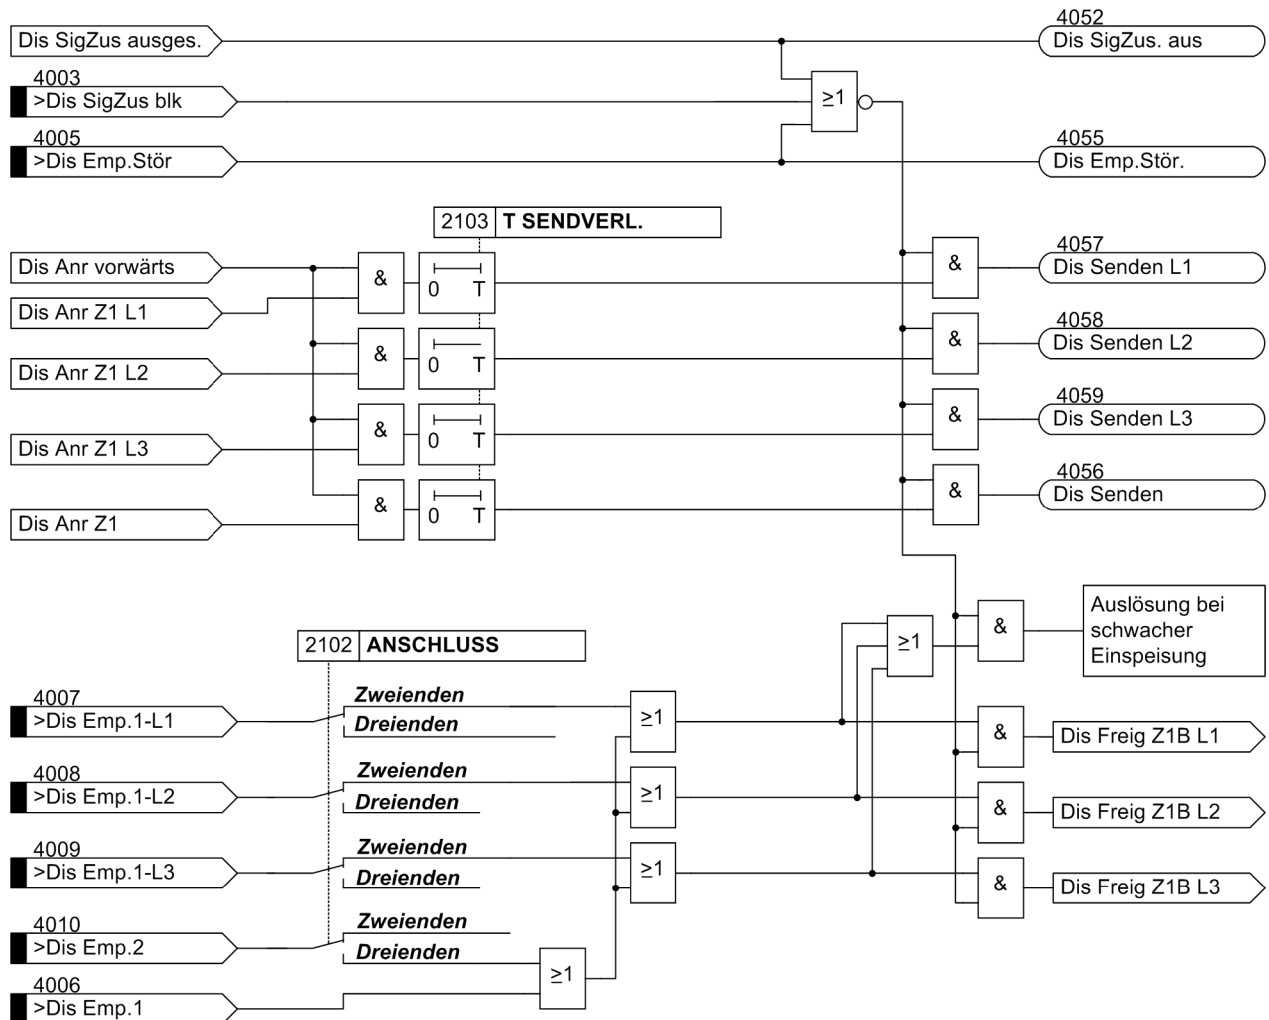 4052
Dis SigZus ausges.
Dis SigZus. aus
4003
>Dis SigZus blk
≥1
4005
4055
>Dis Emp.Stör
Dis Emp.Stör.
2103 T SENDVERL.
4057
Dis Anr vorwärts
&
0 T
&
Dis Senden L1
Dis Anr Z1 L1
4058
&
0 T
&
Dis Senden L2
Dis Anr Z1 L2
4059
&
0 T
&
Dis Senden L3
Dis Anr Z1 L3
4056
&
0 T
&
Dis Senden
Dis Anr Z1
Auslösung bei
schwacher
Einspeisung
&
≥1
2102 ANSCHLUSS
4007
Zweienden
>Dis Emp.1-L1
Dreienden
≥1
&
Dis Freig Z1B L1
4008
Zweienden
>Dis Emp.1-L2
Dreienden
≥1
&
Dis Freig Z1B L2
4009
Zweienden
>Dis Emp.1-L3
Dreienden
≥1
&
Dis Freig Z1B L3
4010
Zweienden
>Dis Emp.2
Dreienden
≥1
4006
>Dis Emp.1